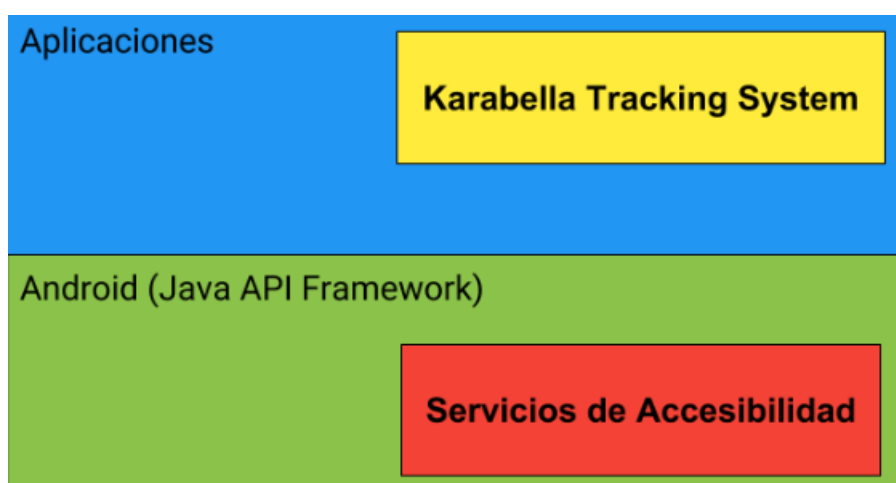 Aplicaciones
Karabella Tracking System
Android (Java API Framework)
Servicios de Accesibilidad